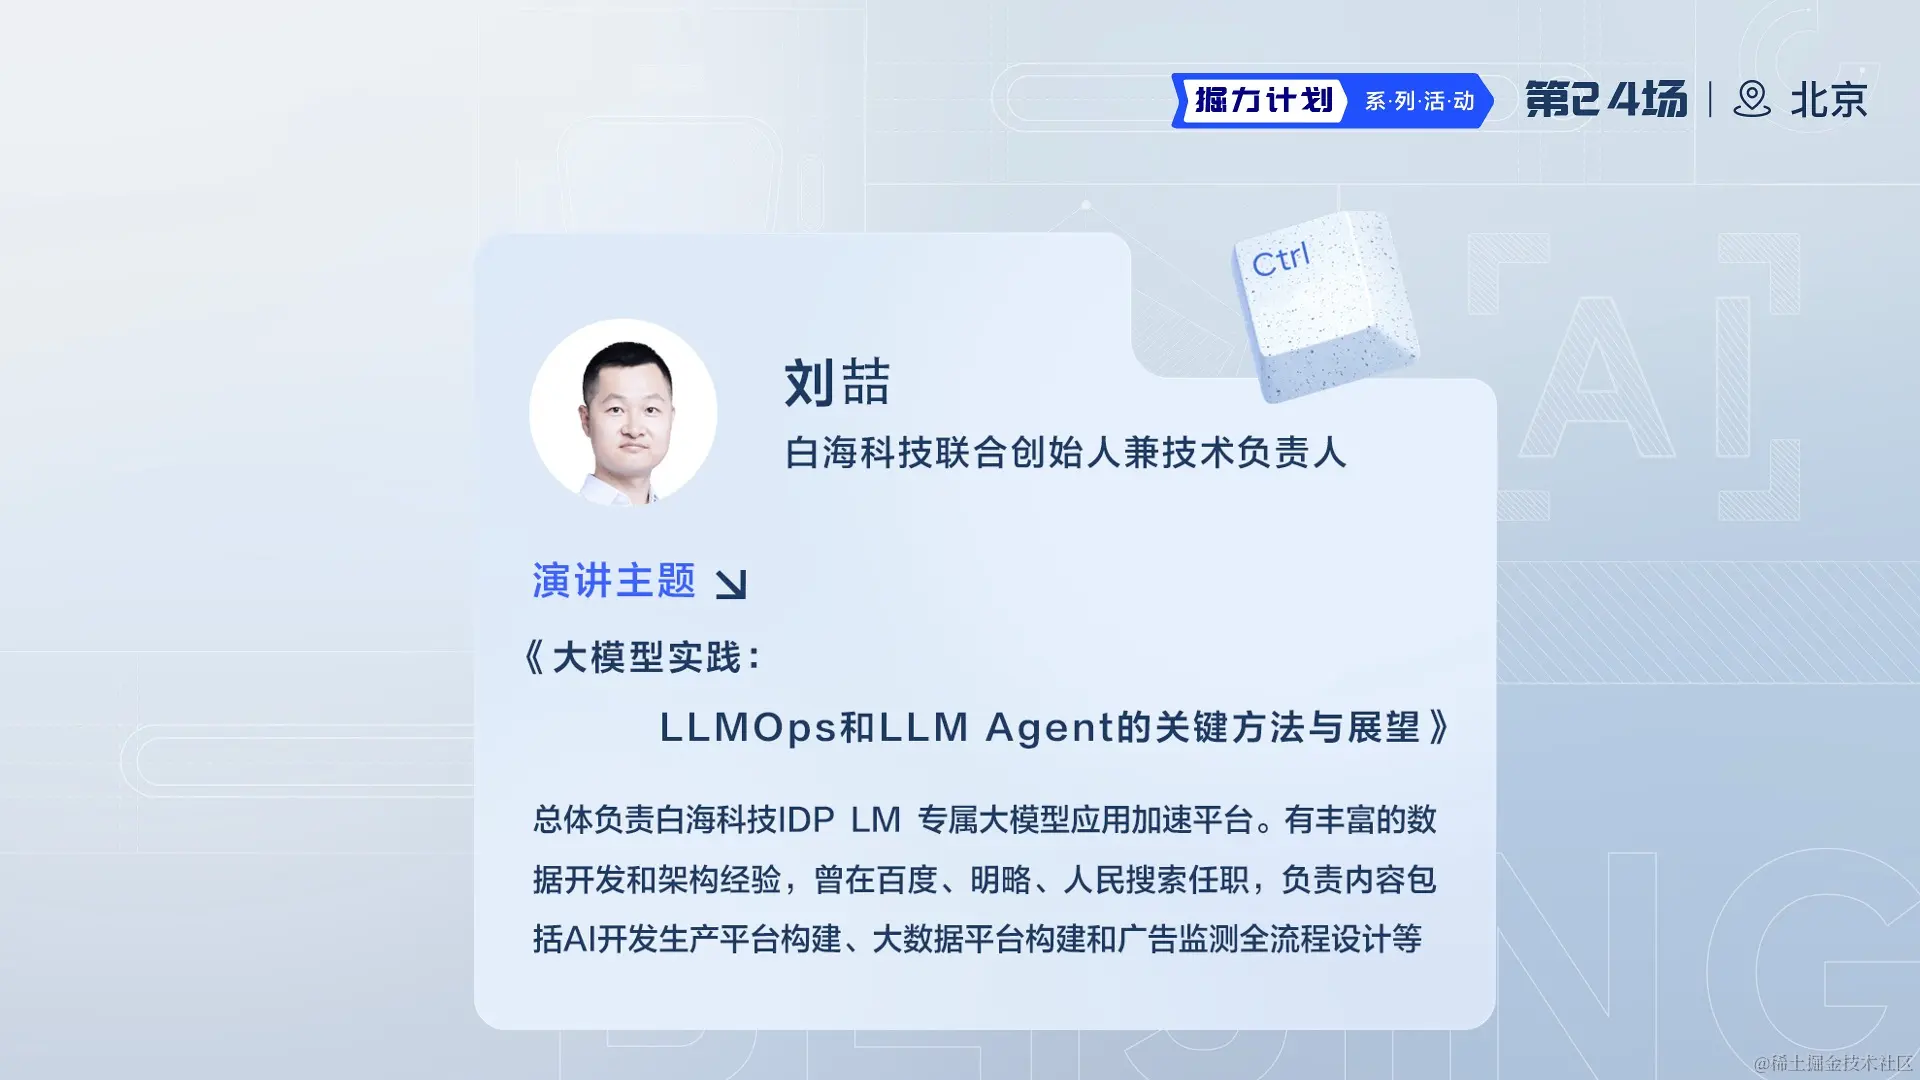 掘力计划 系·列·活·动 第24场 | 北京
Ctrl
AI
刘喆
白海科技联合创始人兼技术负责人
演讲主题
《大模型实践：
LLMOps和LLM Agent的关键方法与展望》
总体负责白海科技IDP LM 专属大模型应用加速平台。有丰富的数
据开发和架构经验，曾在百度、明略、人民搜索任职，负责内容包
括AI开发生产平台构建、大数据平台构建和广告监测全流程设计等
BEIJING
@稀土掘金技术社区